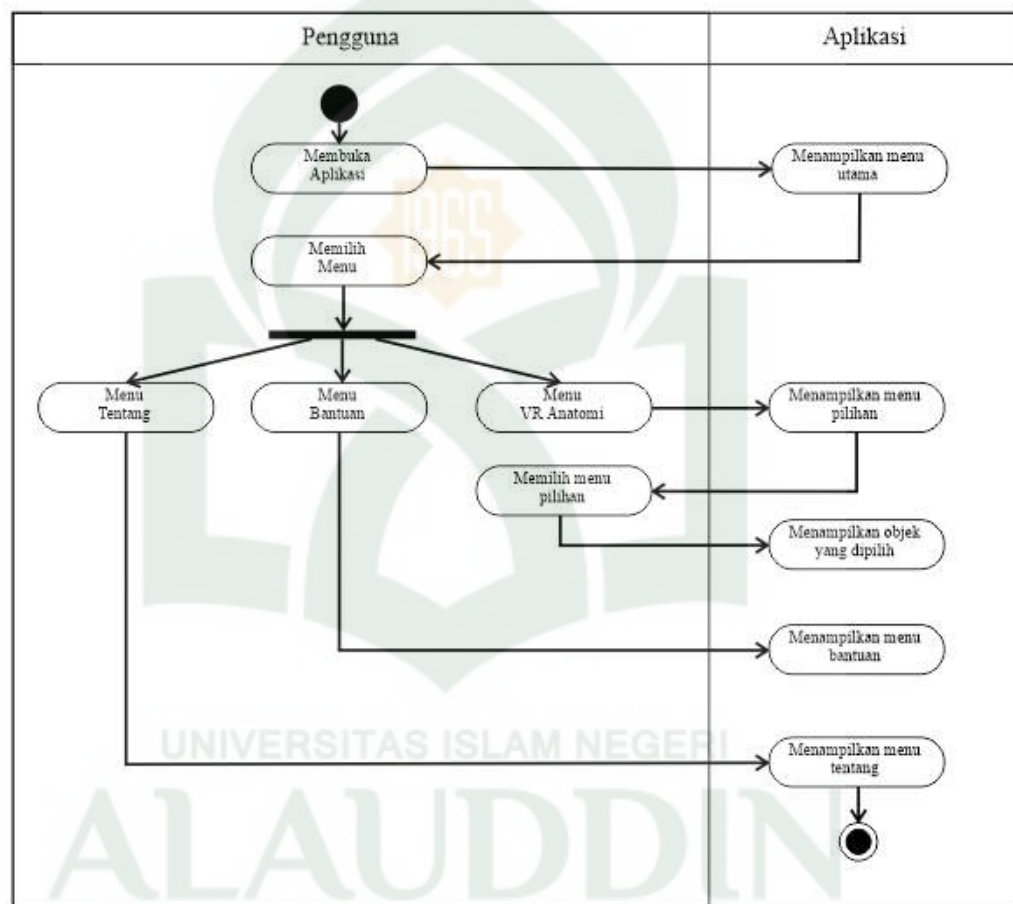 Pengguna
Aplikasi
Membuka
Aplikasi
Menampilkan menu
utama
Memilih
Menu
1965
Menu
Tentang
Menu
Bantuan
Menu
VR Anatomi
Menampilkan menu
pilihan
Memilih menu
pilihan
Menampilkan objek
yang dipilih
Menampilkan menu
bantuan
UNIVERSITAS ISLAM NEGERI
Menampilkan menu
tentang
ALAUDDIN